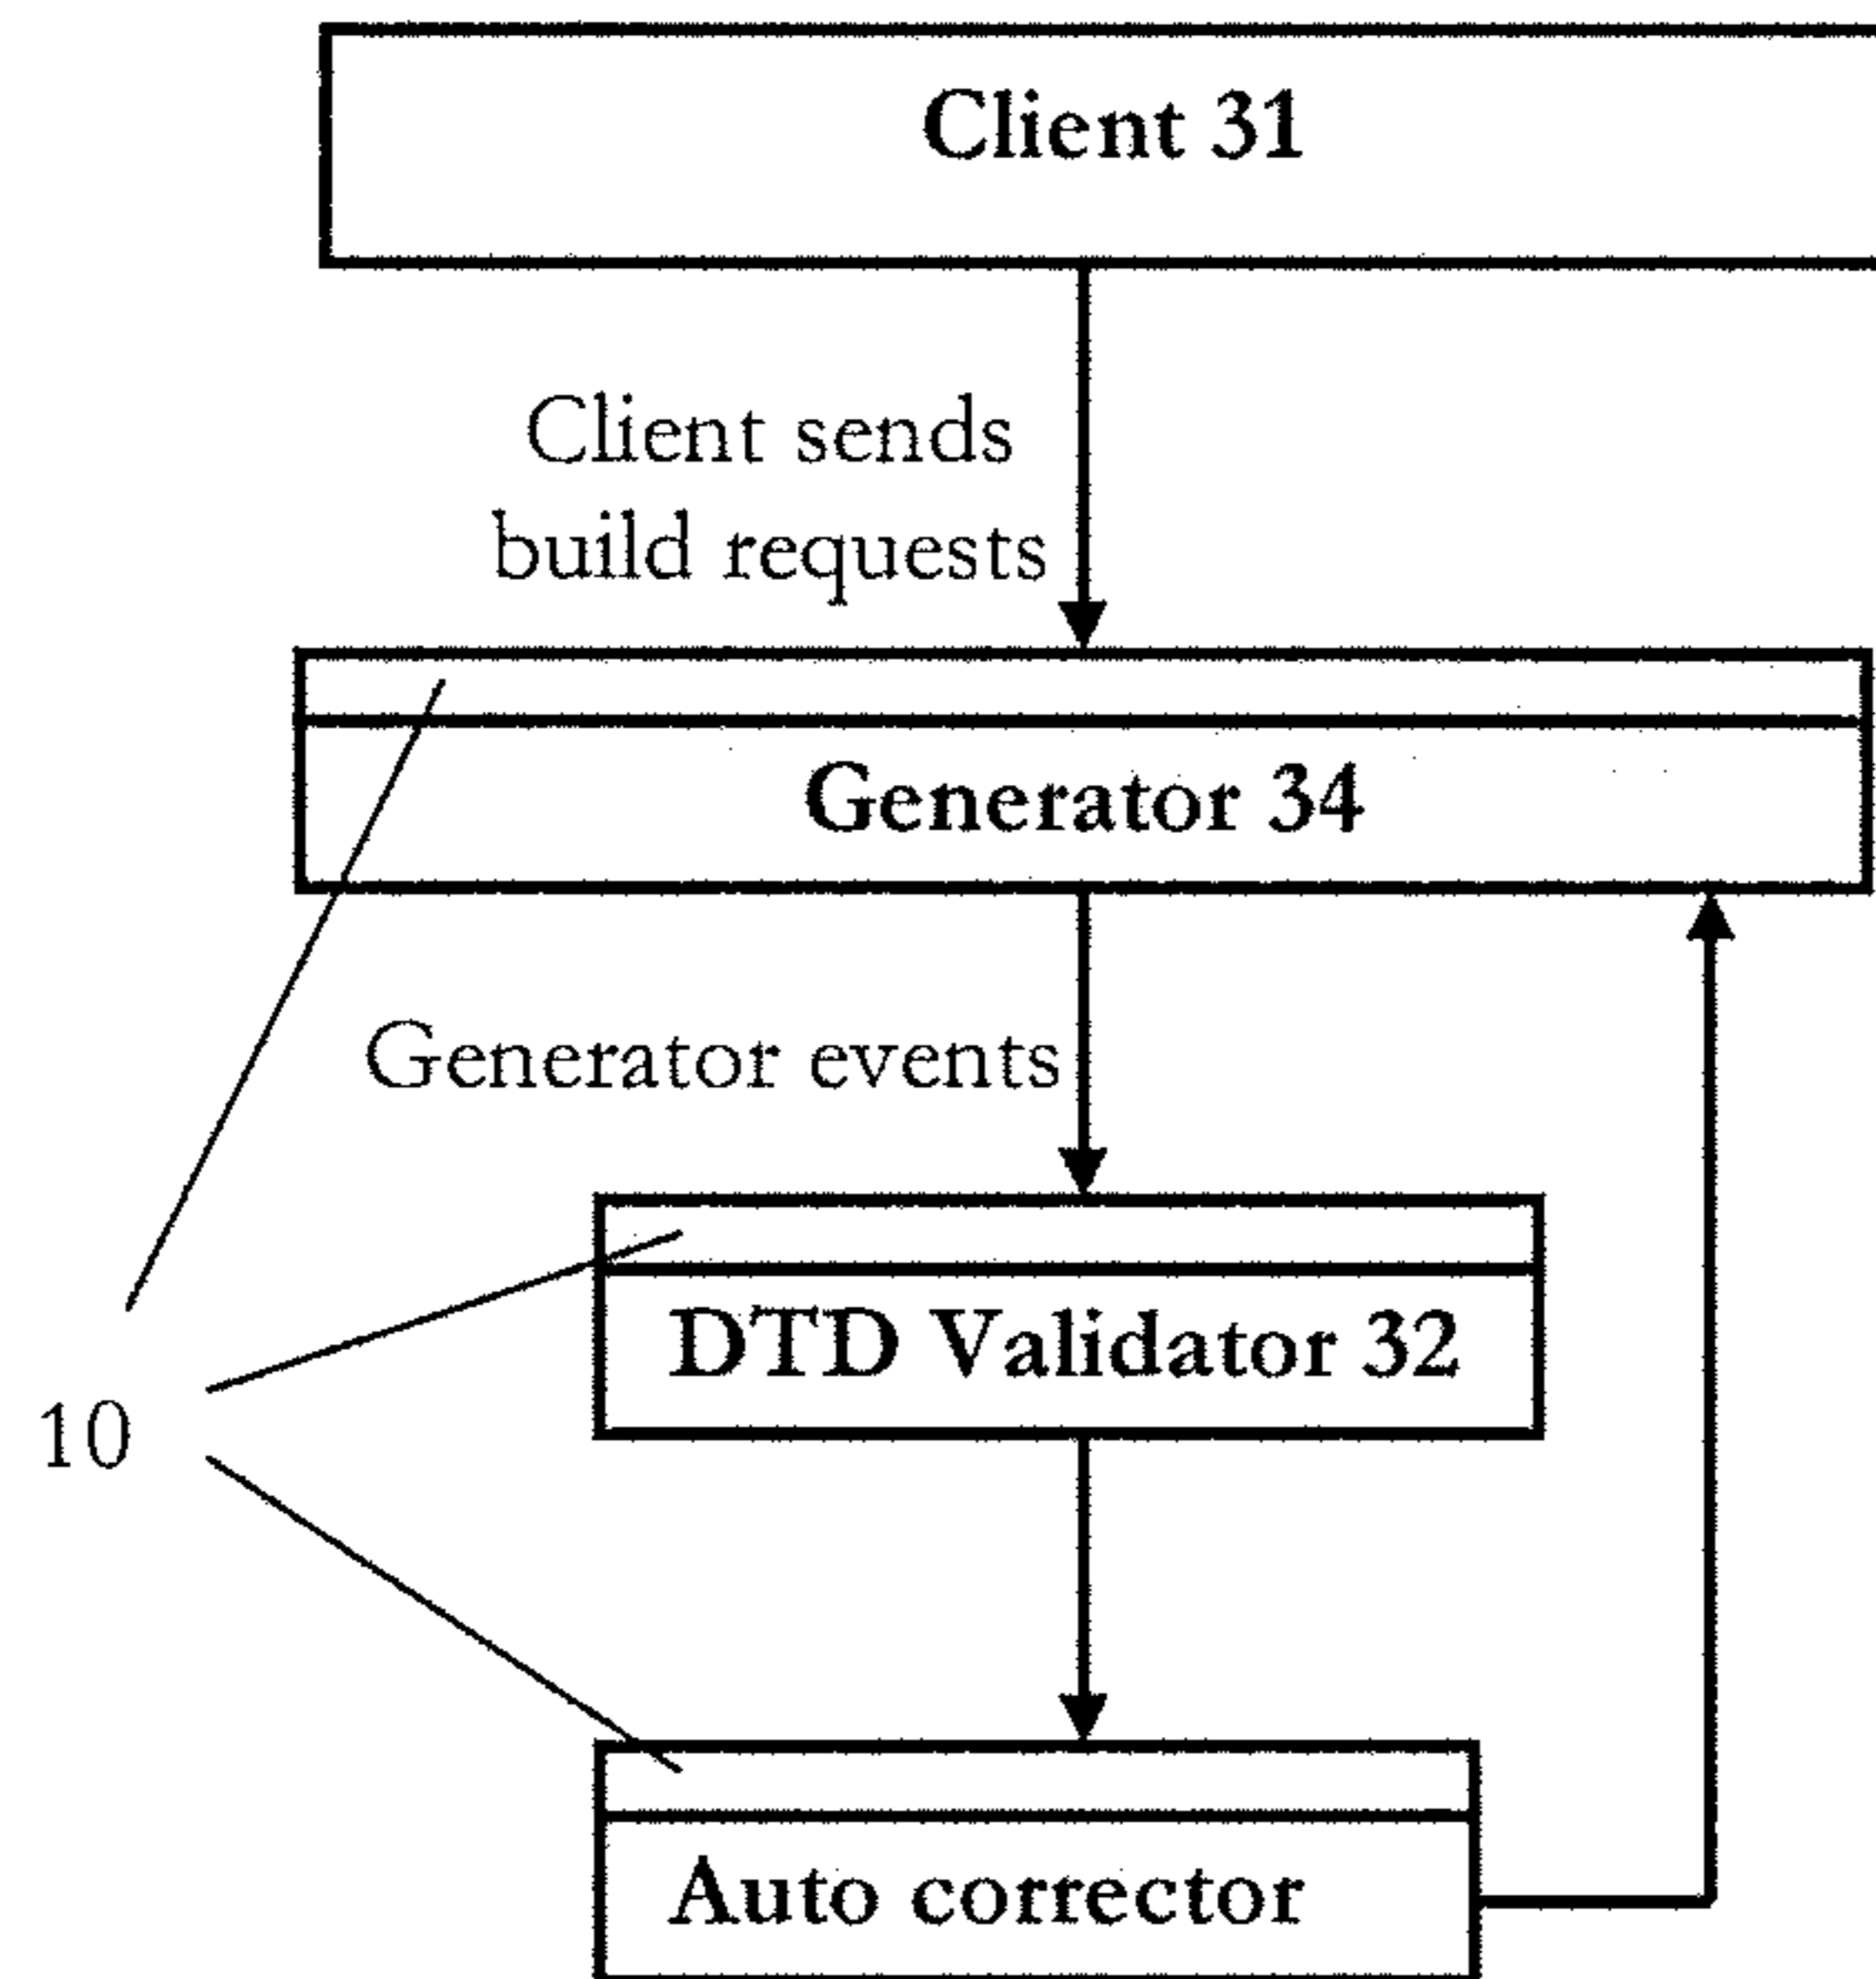 Client 31
Client sends
build requests
Generator 34
Generator events
DTD Validator 32
10
Auto corrector